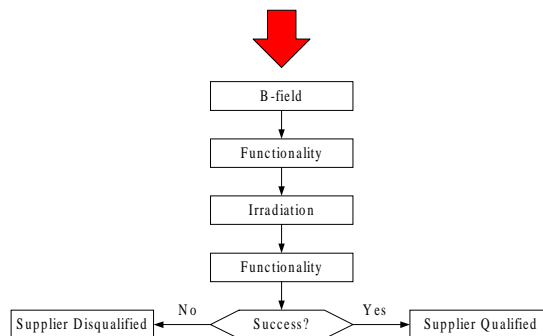 B-field
Functionality
Irradiation
Functionality
No
Yes
Supplier Disqualified
Success?
Supplier Qualified